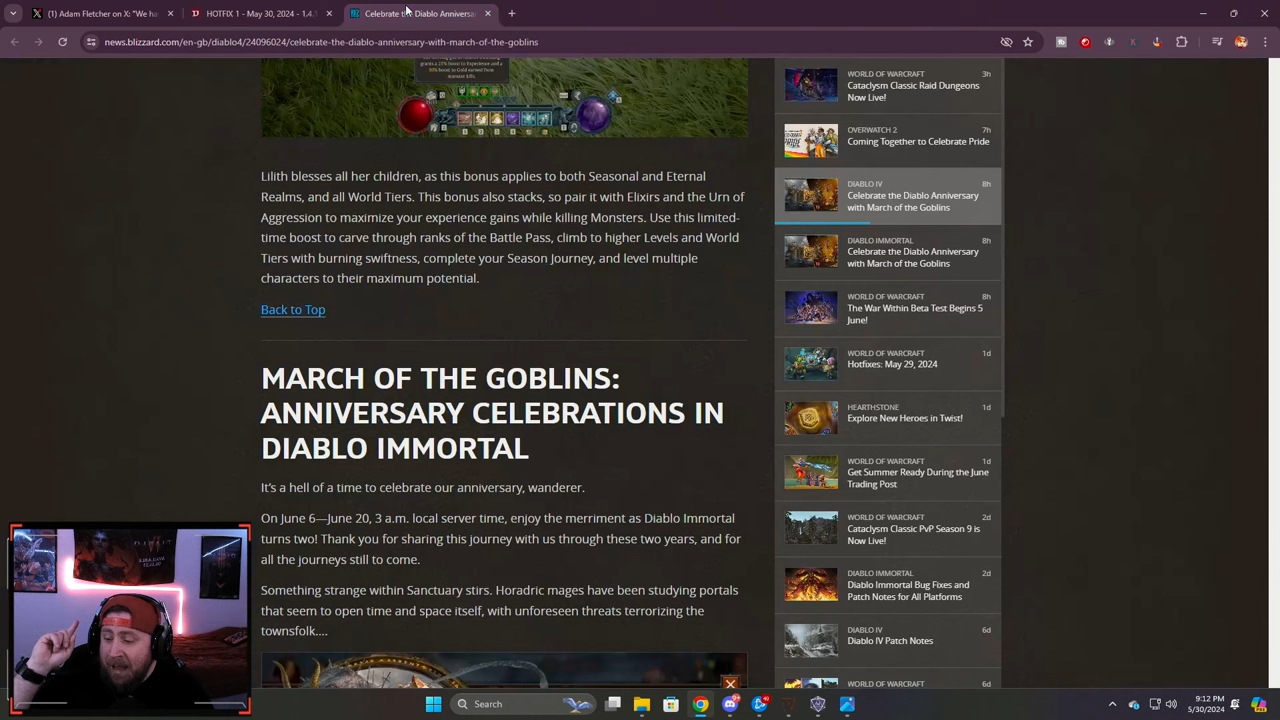 (1) Adam Fletcher on X: "We ha
HOTFIX 1 - May 30, 2024 - 1.4.
Celebrate the Diablo Anniversa
news.blizzard.com/en-gb/diablo4/24096024/celebrate-the-diablo-anniversary-with-march-of-the-goblins
grants a 25% boost to Experience and a
Lilith blesses all her children, as this bonus applies to both Seasonal and Eternal
Realms, and all World Tiers. This bonus also stacks, so pair it with Elixirs and the Urn of
Aggression to maximize your experience gains while killing Monsters. Use this limited-
time boost to carve through ranks of the Battle Pass, climb to higher Levels and World
Tiers with burning swiftness, complete your Season Journey, and level multiple
characters to their maximum potential.
Back to Top
MARCH OF THE GOBLINS:
ANNIVERSARY CELEBRATIONS IN
DIABLO IMMORTAL
It's a hell of a time to celebrate our anniversary, wanderer.
On June 6—June 20, 3 a.m. local server time, enjoy the merriment as Diablo Immortal
turns two! Thank you for sharing this journey with us through these two years, and for
all the journeys still to come.
Something strange within Sanctuary stirs. Horadric mages have been studying portals
that seem to open time and space itself, with unforeseen threats terrorizing the
townsfolk....
WORLD OF WARCRAFT 3h
Cataclysm Classic Raid Dungeons
Now Live!
OVERWATCH 2 7h
Coming Together to Celebrate Pride
DIABLO IV 8h
Celebrate the Diablo Anniversary
with March of the Goblins
DIABLO IMMORTAL 8h
Celebrate the Diablo Anniversary
with March of the Goblins
WORLD OF WARCRAFT 8h
The War Within Beta Test Begins 5
June!
WORLD OF WARCRAFT 1d
Hotfixes: May 29, 2024
HEARTHSTONE 1d
Explore New Heroes in Twist!
WORLD OF WARCRAFT 1d
Get Summer Ready During the June
Trading Post
WORLD OF WARCRAFT 2d
Cataclysm Classic PvP Season 9 is
Now Live!
DIABLO IMMORTAL 2d
Diablo Immortal Bug Fixes and
Patch Notes for All Platforms
DIABLO IV 6d
Diablo IV Patch Notes
WORLD OF WARCRAFT 6d
Search
9:12 PM
5/30/2024